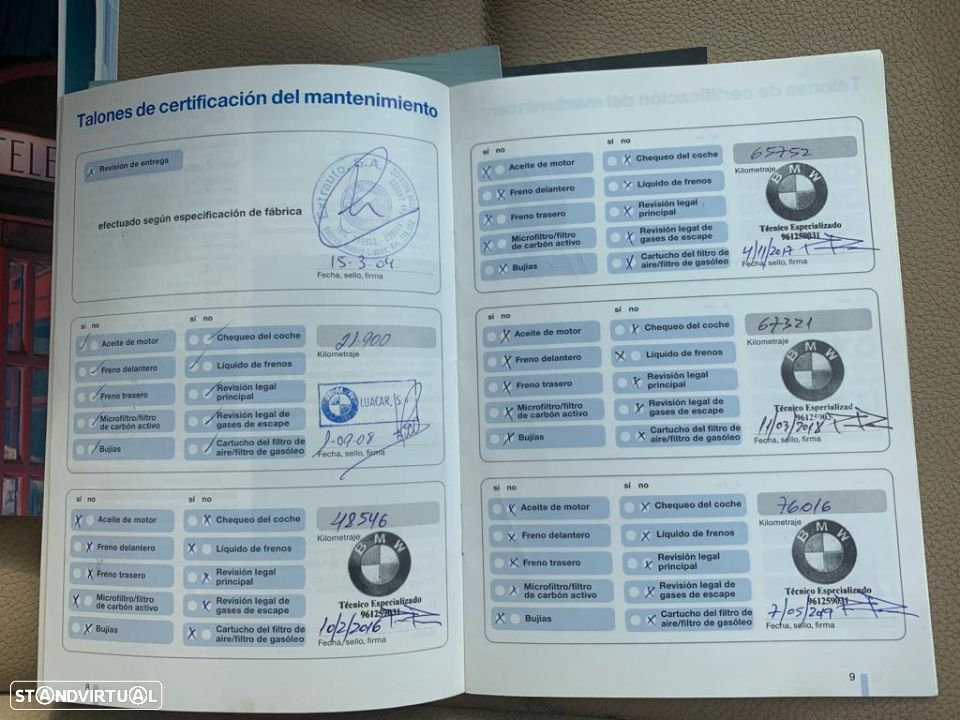 TELE
Talones de certificación del mantenimiento
Revisión de entrega
efectuado según especificación de fábrica
15-3-04
Fecha, sello, firma
sí no
Aceite de motor
Freno delantero
Freno trasero
Microfiltro/filtro
de carbón activo
Bujías
sí no
Chequeo del coche
Líquido de frenos
Revisión legal
principal
Revisión legal de
gases de escape
Cartucho del filtro de
aire/filtro de gasóleo
Kilometraje
LUACAR, S.
Fecha, sello, firma
sí no
Aceite de motor
Freno delantero
Freno trasero
Microfiltro/filtro
de carbón activo
Bujías
sí no
Chequeo del coche
Líquido de frenos
Revisión legal
principal
Revisión legal de
gases de escape
Cartucho del filtro de
aire/filtro de gasóleo
48546
Kilometraje
BMW
Técnico Especializado
961259031
10/2/2016
Fecha, sello, firma
8
sí no
Aceite de motor
Freno delantero
Freno trasero
Microfiltro/filtro
de carbón activo
Bujías
sí no
Chequeo del coche
Líquido de frenos
Revisión legal
principal
Revisión legal de
gases de escape
Cartucho del filtro de
aire/filtro de gasóleo
65752
Kilometraje
BMW
Técnico Especializado
961259031
4/11/2017
Fecha, sello, firma
sí no
Aceite de motor
Freno delantero
Freno trasero
Microfiltro/filtro
de carbón activo
Bujías
sí no
Chequeo del coche
Líquido de frenos
Revisión legal
principal
Revisión legal de
gases de escape
Cartucho del filtro de
aire/filtro de gasóleo
67321
Kilometraje
BMW
Técnico Especializad
11/03/2018
Fecha, sello, firma
sí no
Aceite de motor
Freno delantero
Freno trasero
Microfiltro/filtro
de carbón activo
Bujías
sí no
Chequeo del coche
Líquido de frenos
Revisión legal
principal
Revisión legal de
gases de escape
Cartucho del filtro de
aire/filtro de gasóleo
76016
Kilometraje
BMW
Técnico Especializado
961259031
Fecha, sello, firma
9
STANDVIRTUAL